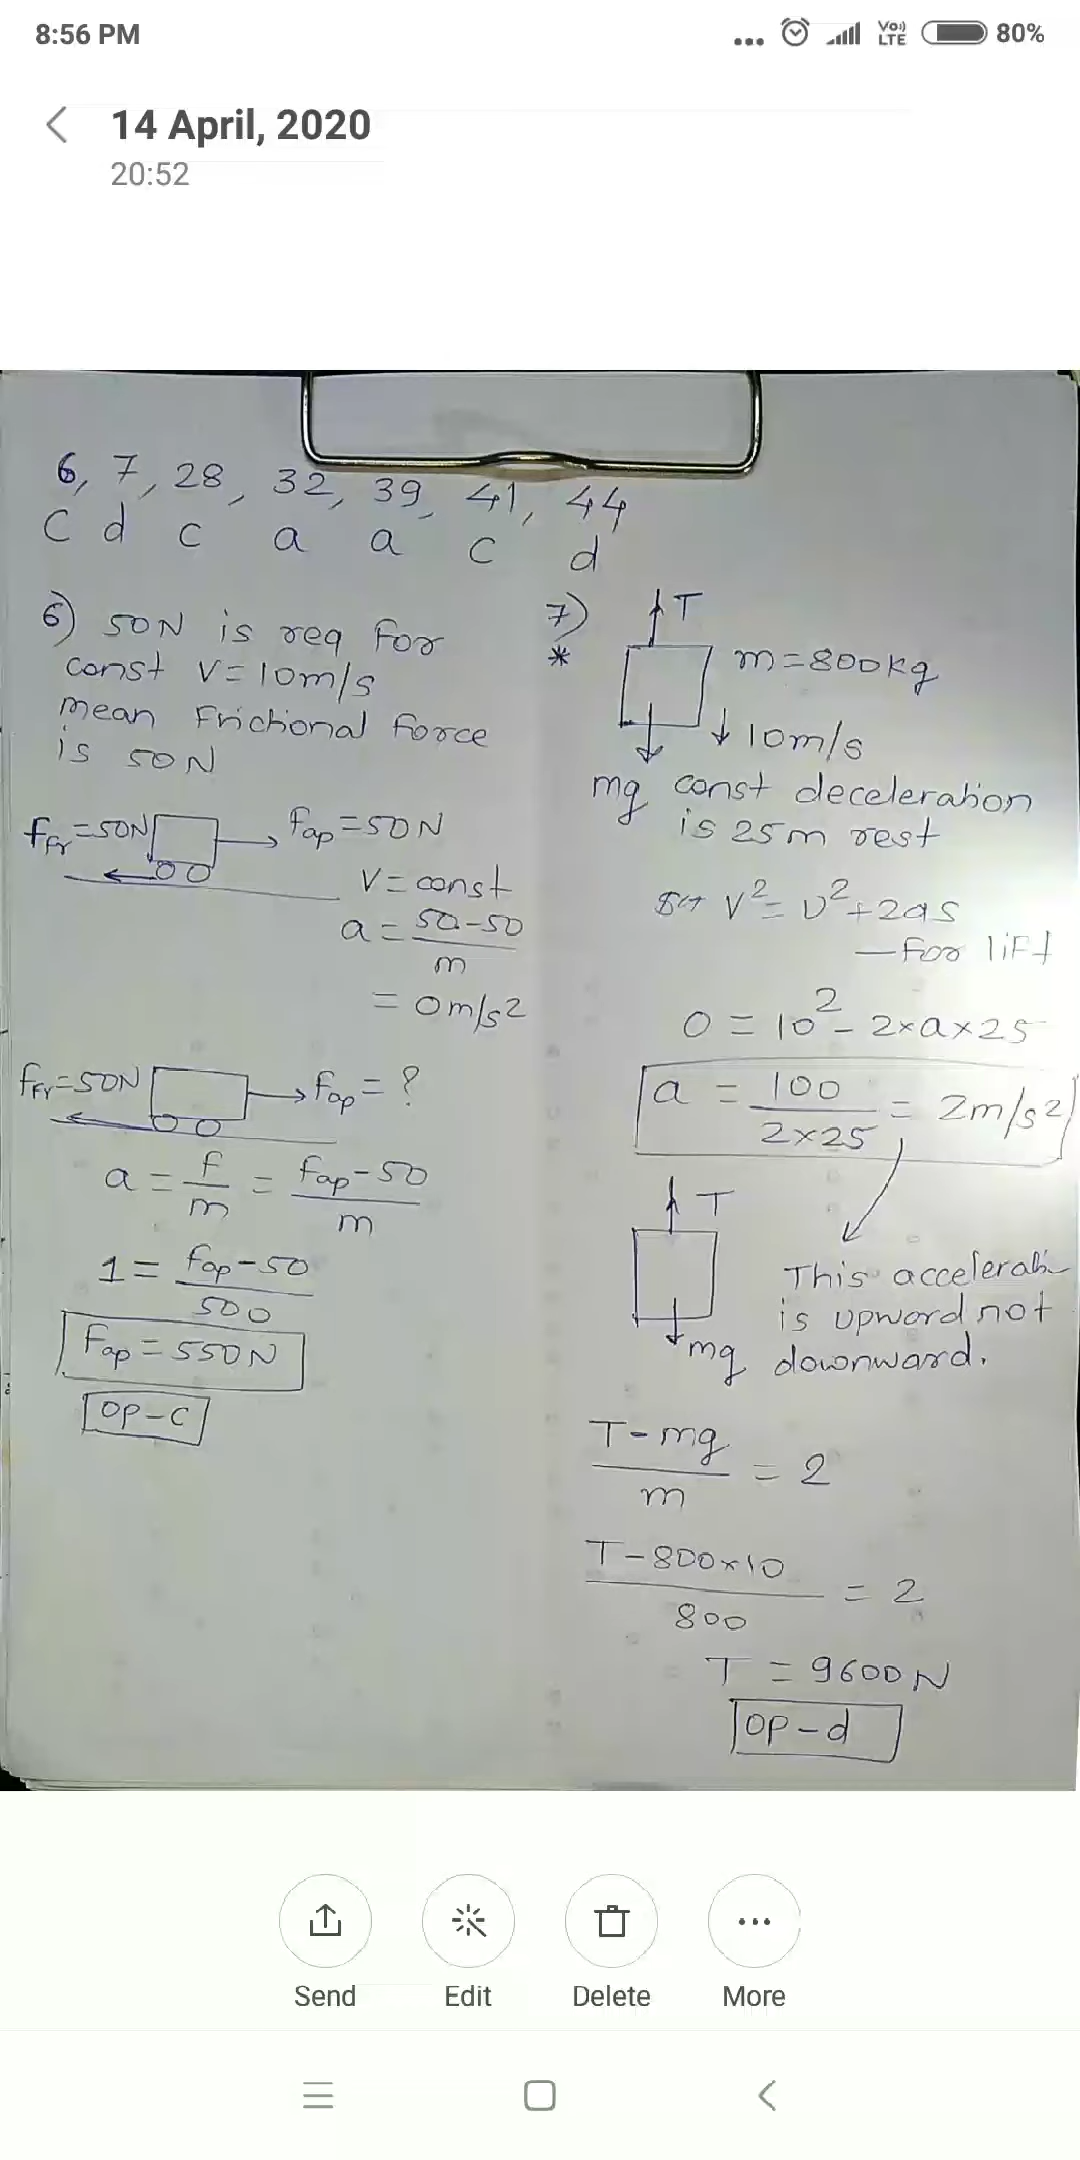 8:56 PM
VoLTE 80%
14 April, 2020
20:52
6, 7, 28, 32, 39, 41, 44
C d c a a c d
6) 50N is req for
const V=10m/s
mean Frictional force
is 50N
fFr=50N fap=50N
V=const
a=50-50/m
=0m/s²
fFr=50N fap=?
a=f/m=fap-50/m
1=fap-50/500
Fap=550N
OP-C
7)
*
T
m=800kg
↓10m/s
mg const deceleration
is 25m rest
V²=U²+2as
—for lift
0=10²-2×a×25
a=100/2×25=2m/s²
T
This
is upword not
mg downward.
T-mg/m=2
T-800×10/800=2
T=9600N
OP-d
Send Edit Delete More